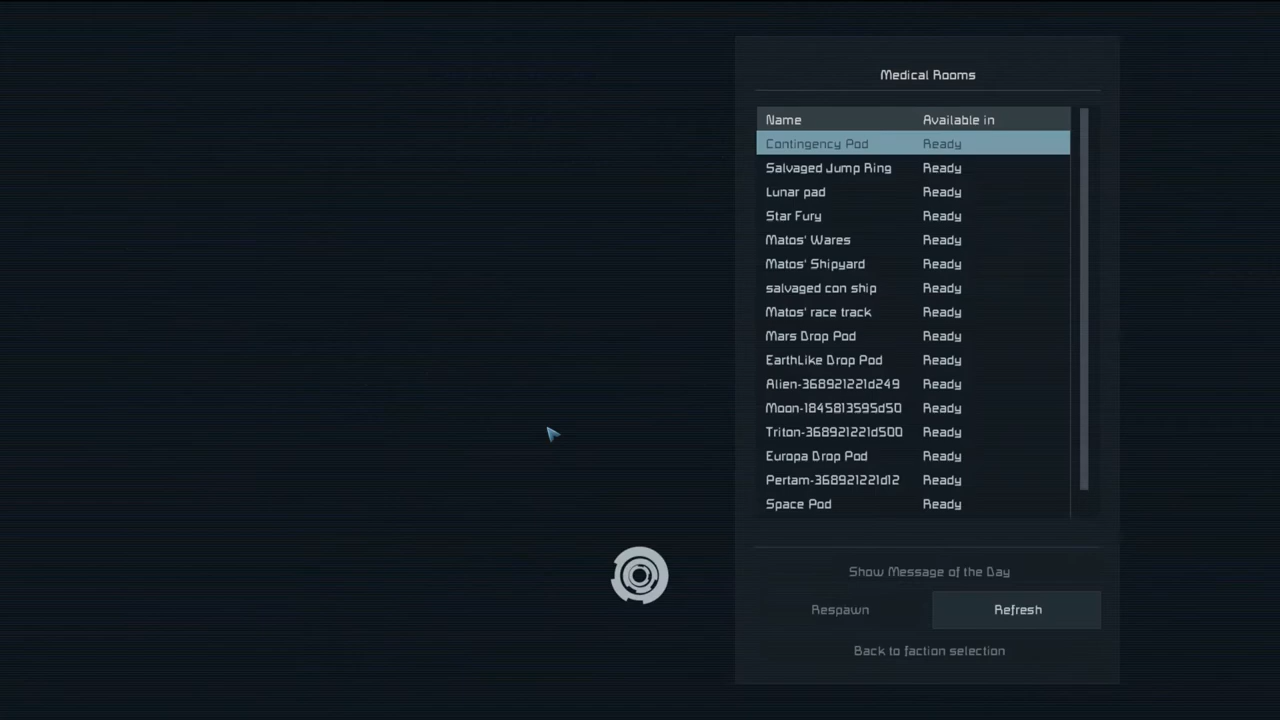 Medical Rooms
Name Available in
Contingency Pod Ready
Salvaged Jump Ring Ready
Lunar pad Ready
Star Fury Ready
Matos' Wares Ready
Matos' Shipyard Ready
salvaged con ship Ready
Matos' race track Ready
Mars Drop Pod Ready
EarthLike Drop Pod Ready
Alien-368921221d249 Ready
Moon-1845813595d50 Ready
Triton-368921221d500 Ready
Europa Drop Pod Ready
Pertam-368921221d12 Ready
Space Pod Ready
Show Message of the Day
Respawn Refresh
Back to faction selection